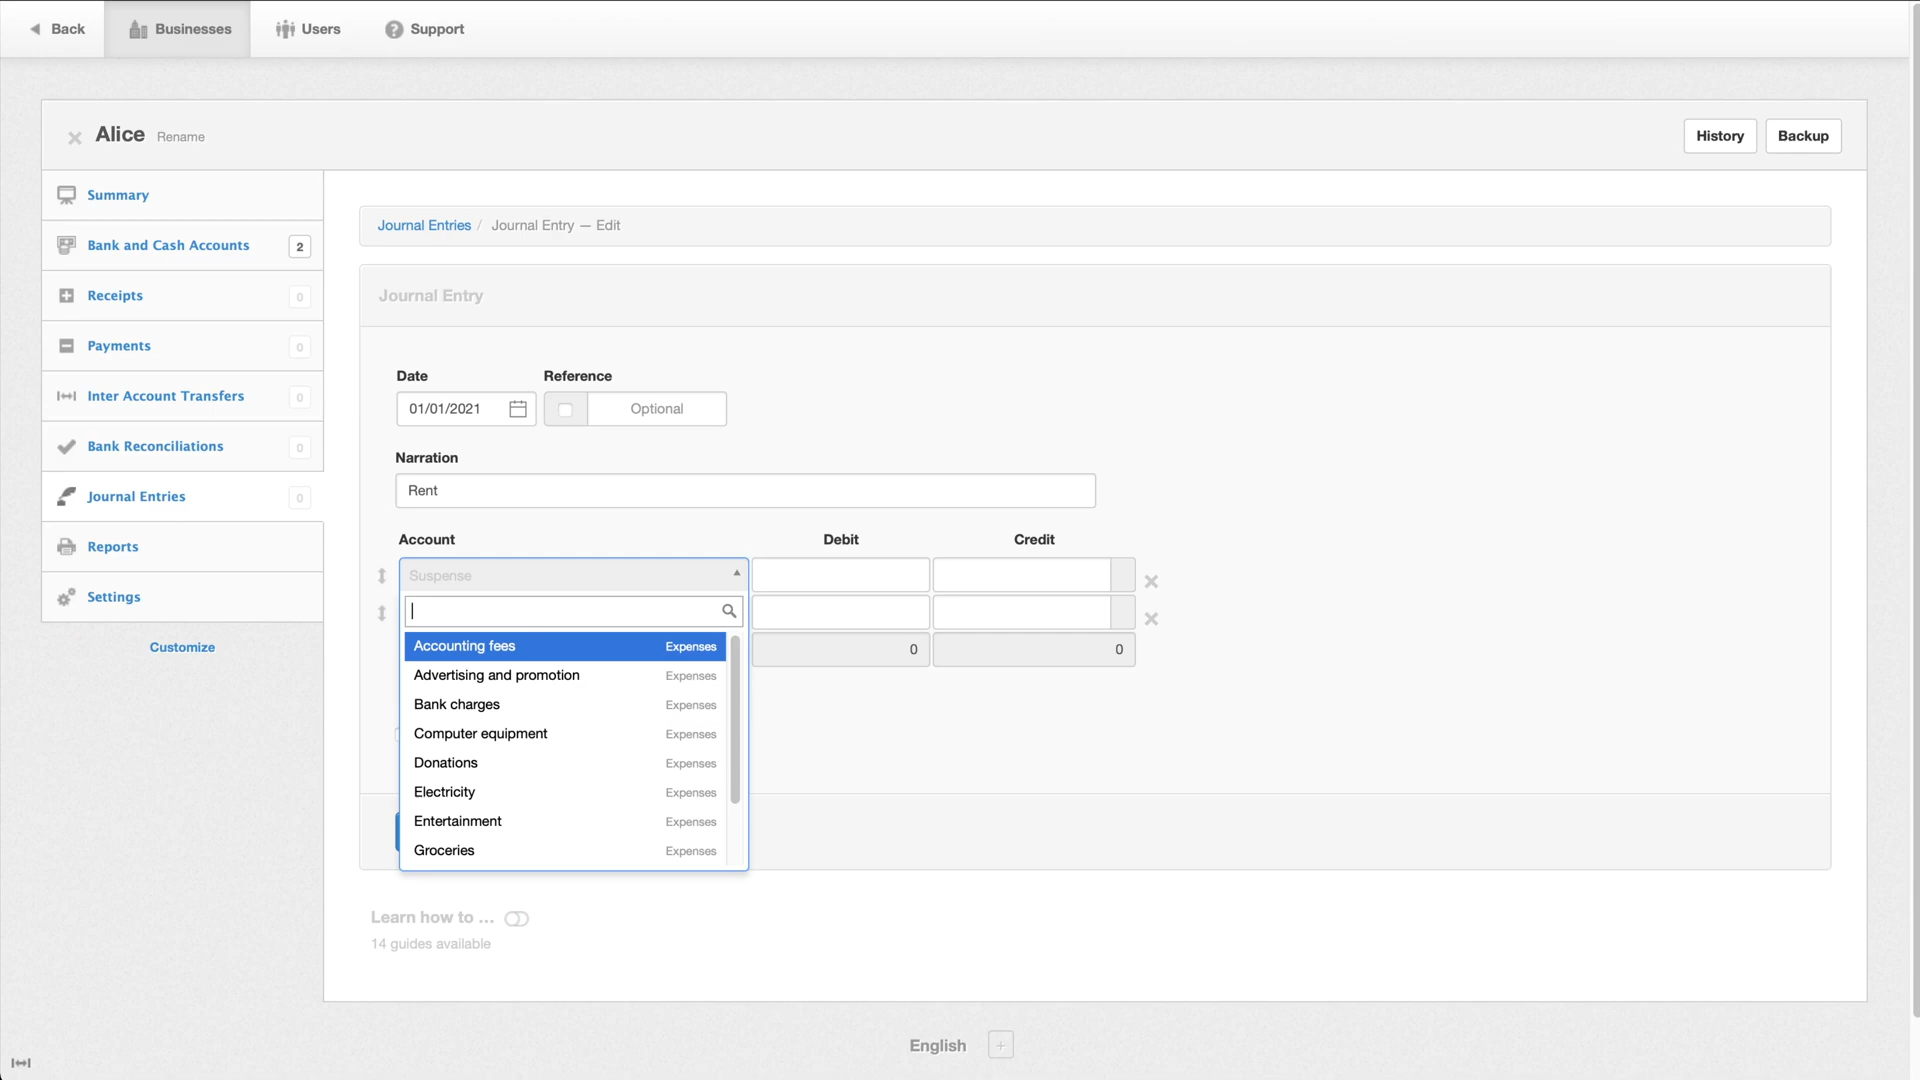 Back
Businesses
Users
Support
Alice Rename
History
Backup
Summary
Bank and Cash Accounts 2
Receipts 0
Payments 0
Inter Account Transfers 0
Bank Reconciliations 0
Journal Entries 0
Reports
Settings
Customize
Journal Entries / Journal Entry — Edit
Journal Entry
Date Reference
01/01/2021 Optional
Narration
Rent
Account Debit Credit
Suspense
Accounting fees Expenses
0 0
Advertising and promotion Expenses
Bank charges Expenses
Computer equipment Expenses
Donations Expenses
Electricity Expenses
Entertainment Expenses
Groceries Expenses
Learn how to ...
14 guides available
English +